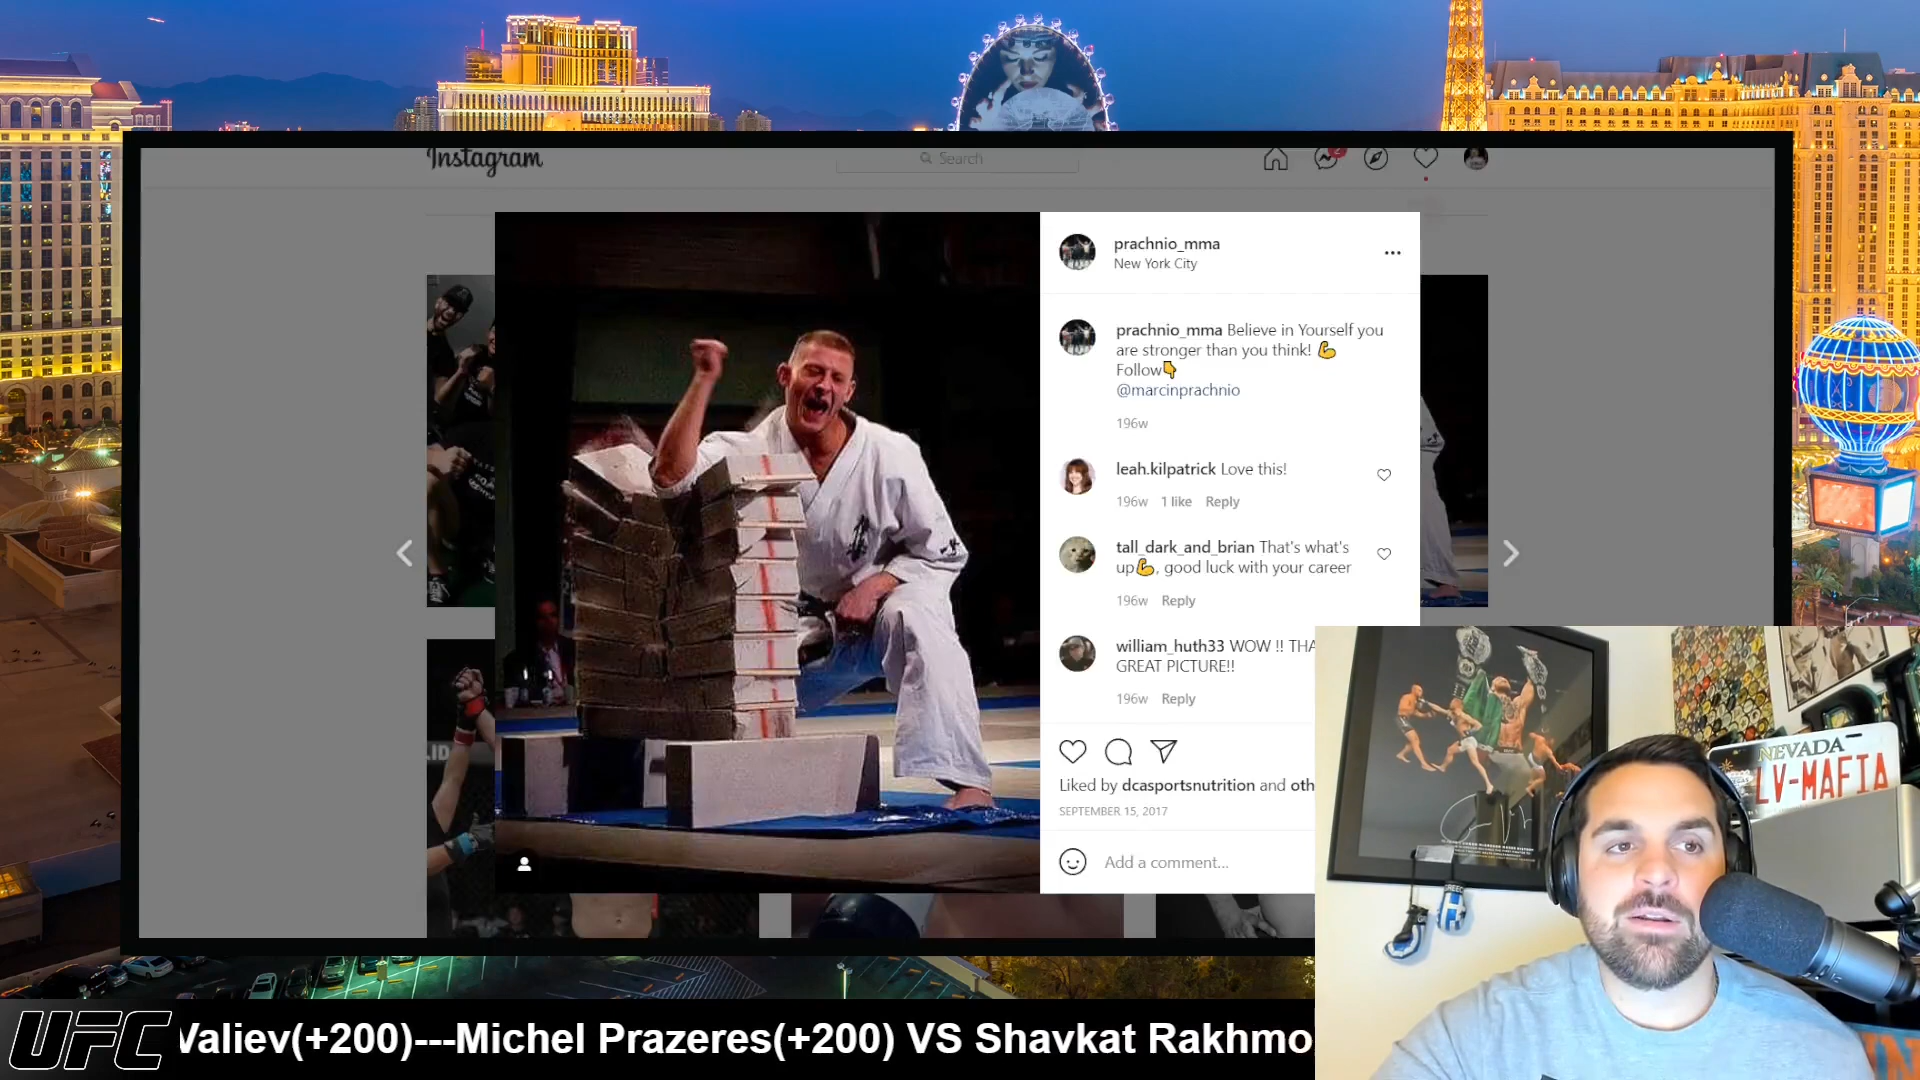 Instagram
Search
2
prachnio_mma
New York City
prachnio_mma Believe in Yourself you
are stronger than you think! 💪
Follow👇
@marcinprachnio
196w
leah.kilpatrick Love this!
196w 1 like Reply
tall_dark_and_brian That's what's
up💪, good luck with your career
196w Reply
william_huth33 WOW !! THA
GREAT PICTURE!!
196w Reply
Liked by dcasportsnutrition and oth
SEPTEMBER 15, 2017
Add a comment...
NEVADA
LV-MAFIA
GREECE
UFC Valiev(+200)---Michel Prazeres(+200) VS Shavkat Rakhmo